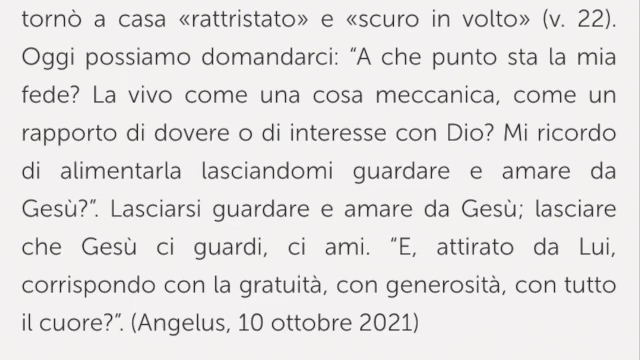 tornò a casa «rattristato» e «scuro in volto» (v. 22).
Oggi possiamo domandarci: “A che punto sta la mia
fede? La vivo come una cosa meccanica, come un
rapporto di dovere o di interesse con Dio? Mi ricordo
di alimentarla lasciandomi guardare e amare da
Gesù?”. Lasciarsi guardare e amare da Gesù; lasciare
che Gesù ci guardi, ci ami. “E, attirato da Lui,
corrispondo con la gratuità, con generosità, con tutto
il cuore?”. (Angelus, 10 ottobre 2021)